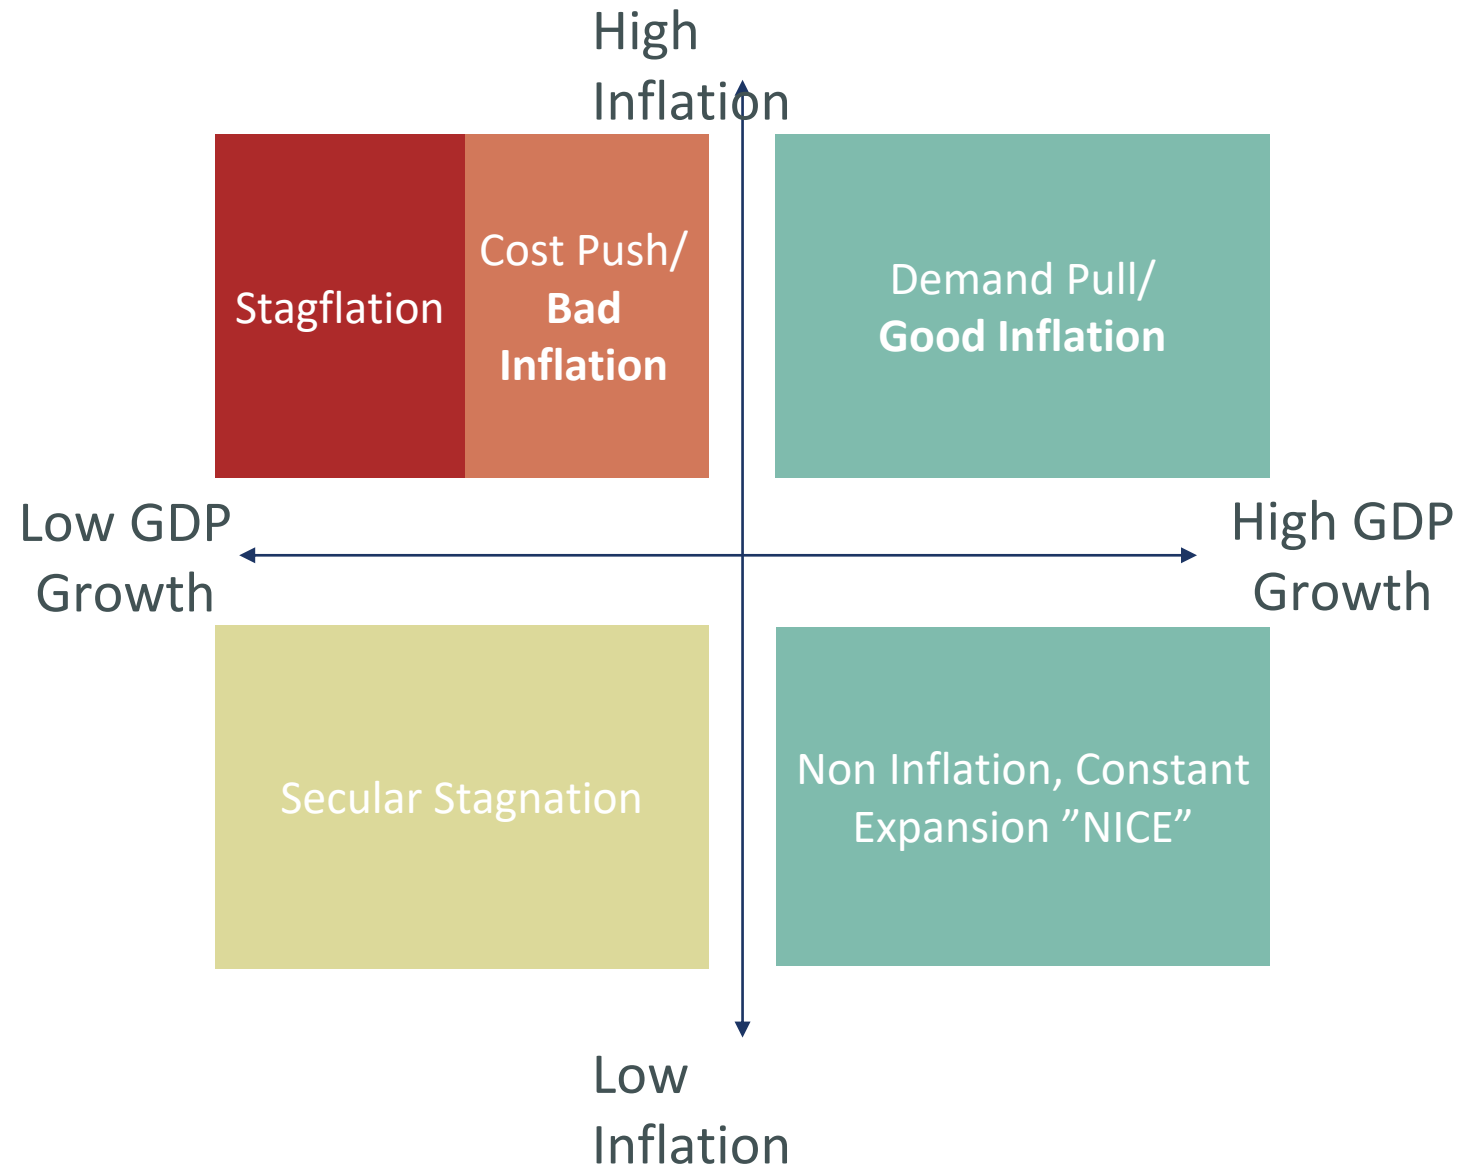 High
Inflation
Stagflation
Cost Push/
Bad
Inflation
Demand Pull/
Good Inflation
Low GDP
Growth
High GDP
Growth
Secular Stagnation
Non Inflation, Constant
Expansion ”NICE”
Low
Inflation